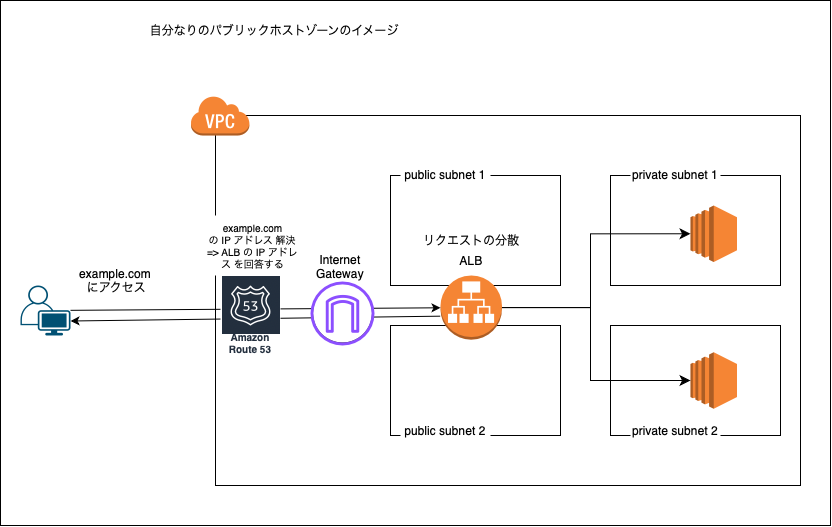 自分なりのパブリックホストゾーンのイメージ
VPC
public subnet 1
private subnet 1
example.com
の IP アドレス 解決
=> ALB の IP アドレ
ス を回答する
リクエストの分散
ALB
Internet
Gateway
example.com
にアクセス
53
Amazon
Route 53
public subnet 2
private subnet 2